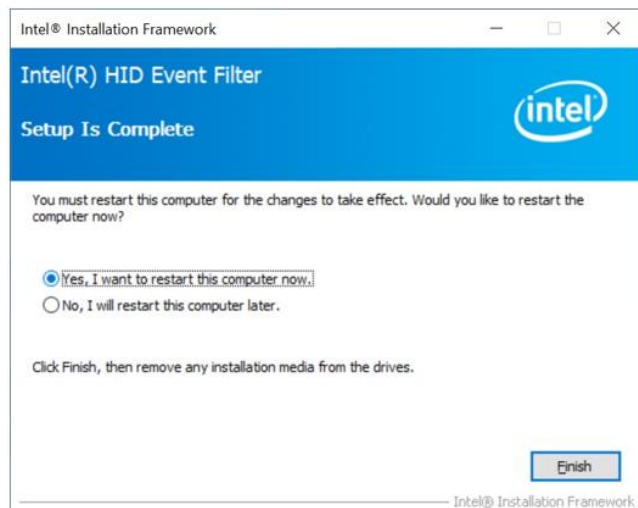 Intel® Installation Framework
Intel(R) HID Event Filter
Setup Is Complete
intel
You must restart this computer for the changes to take effect. Would you like to restart the
computer now?
Yes, I want to restart this computer now.
No, I will restart this computer later.
Click Finish, then remove any installation media from the drives.
Finish
Intel® Installation Framework